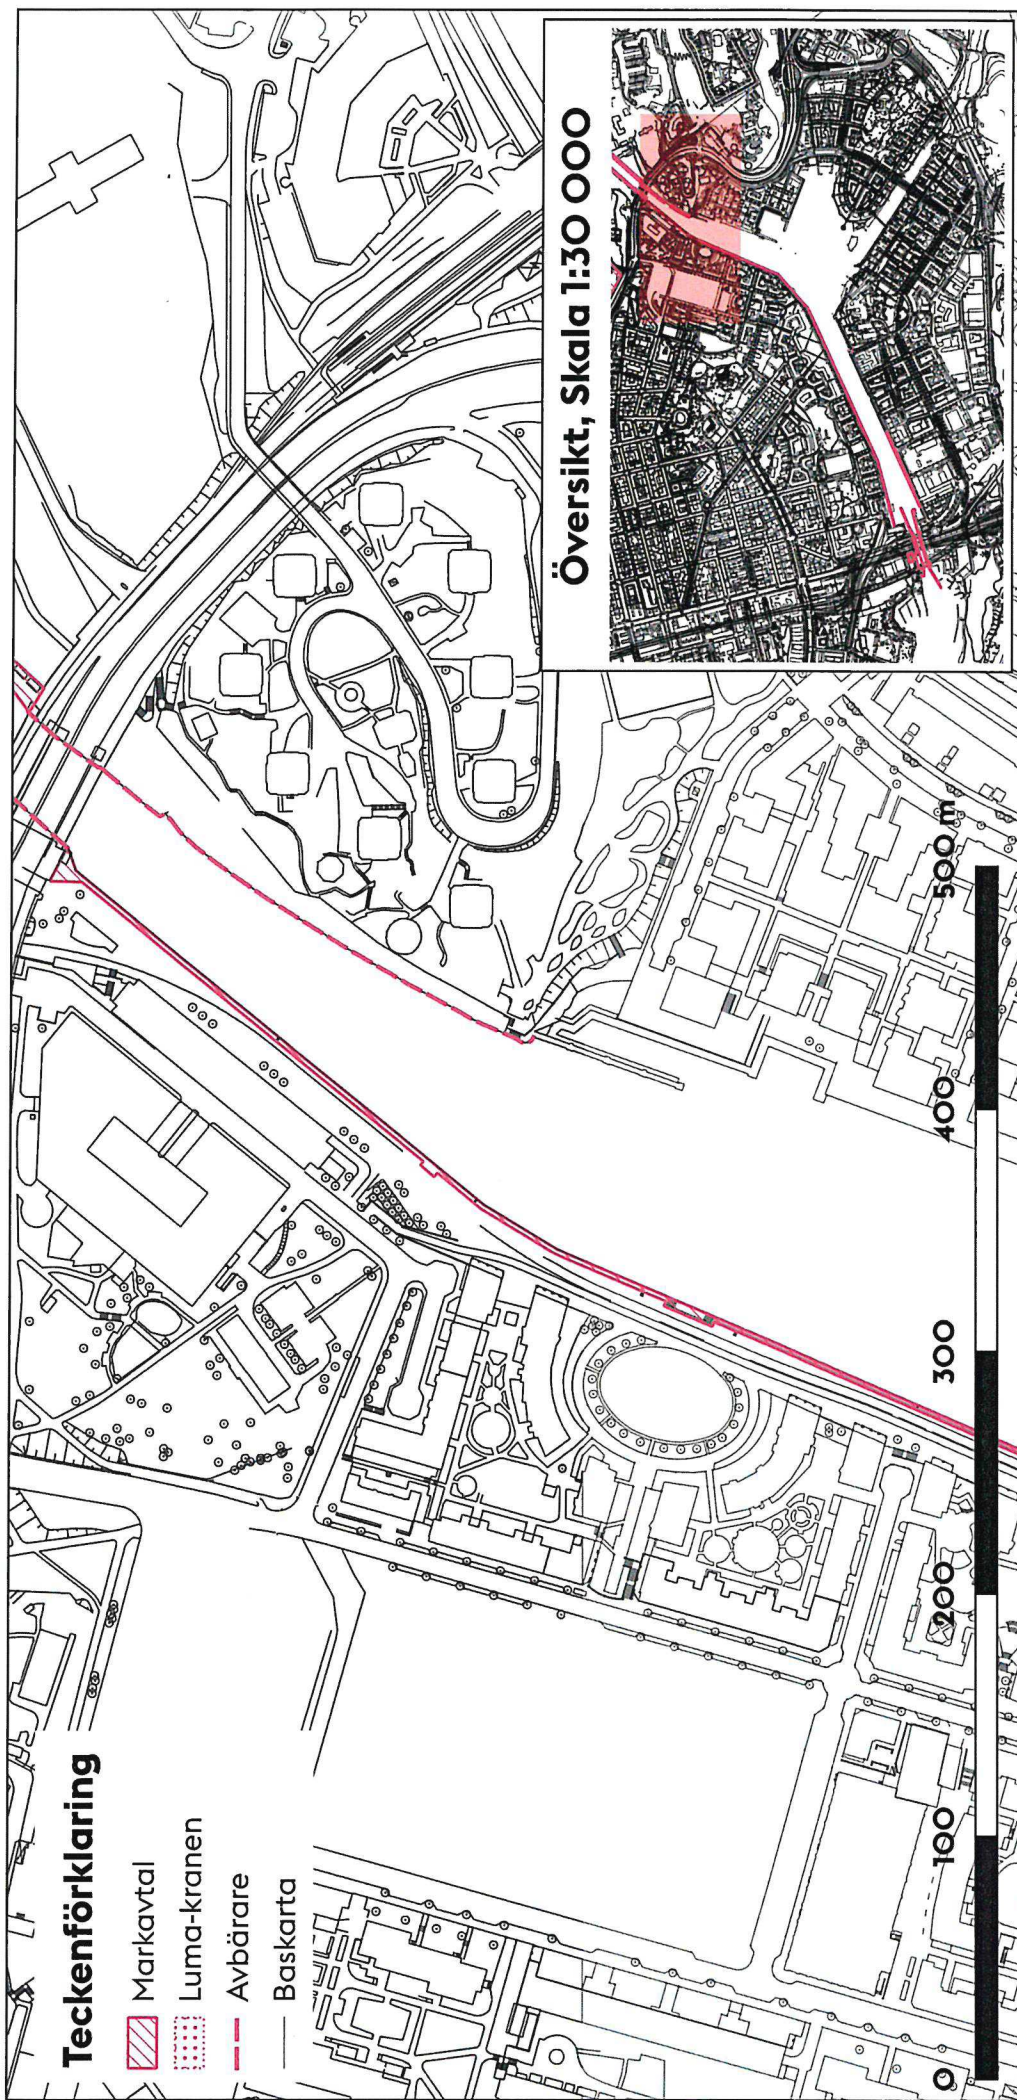 Teckenförklaring
Markavtal
Luma-kranen
Avbärare
Baskarta
Översikt, Skala 1:30 000
0
100
200
300
400
500 m